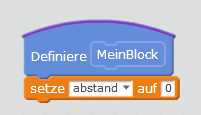 Definiere MeinBlock
setze abstand auf 0